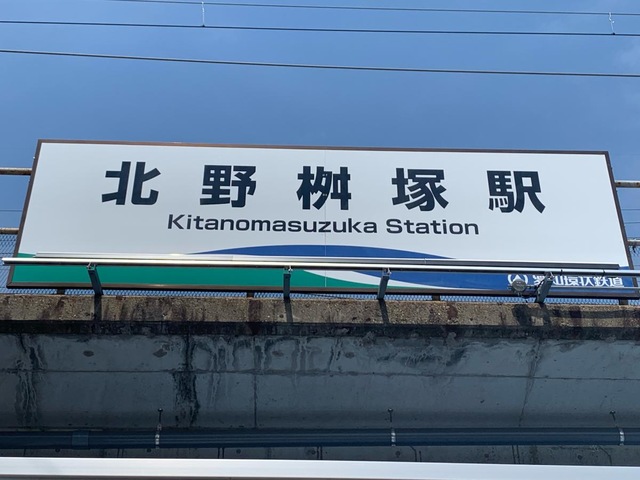 北野桝塚駅
Kitanomasuzuka Station